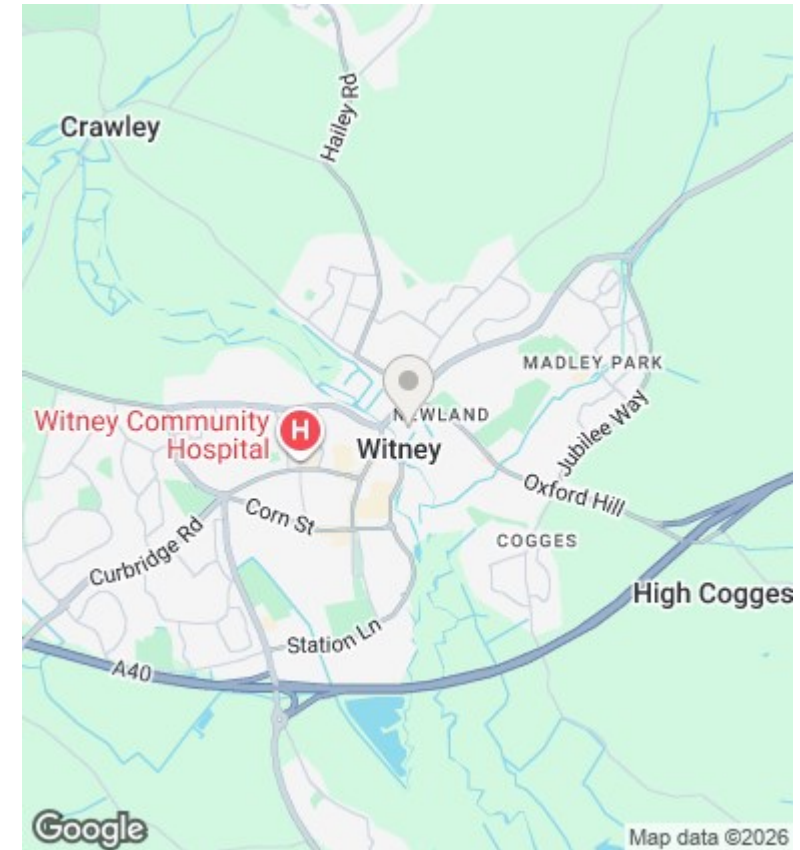 Hailey Rd
Crawley
MADLEY PARK
NEWLAND
Witney Community
Hospital
H
Witney
Jubilee Way
Oxford Hill
Corn St
COGGES
Curbridge Rd
High Cogges
Station Ln
A40
Google
Map data ©2026